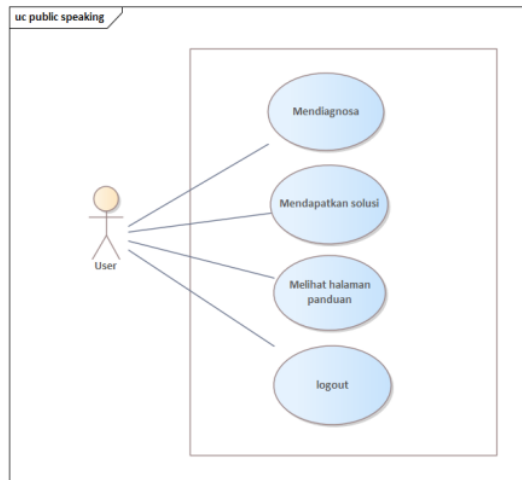 uc public speaking
Mendiagnosa
Mendapatkan solusi
User
Melihat halaman
panduan
logout